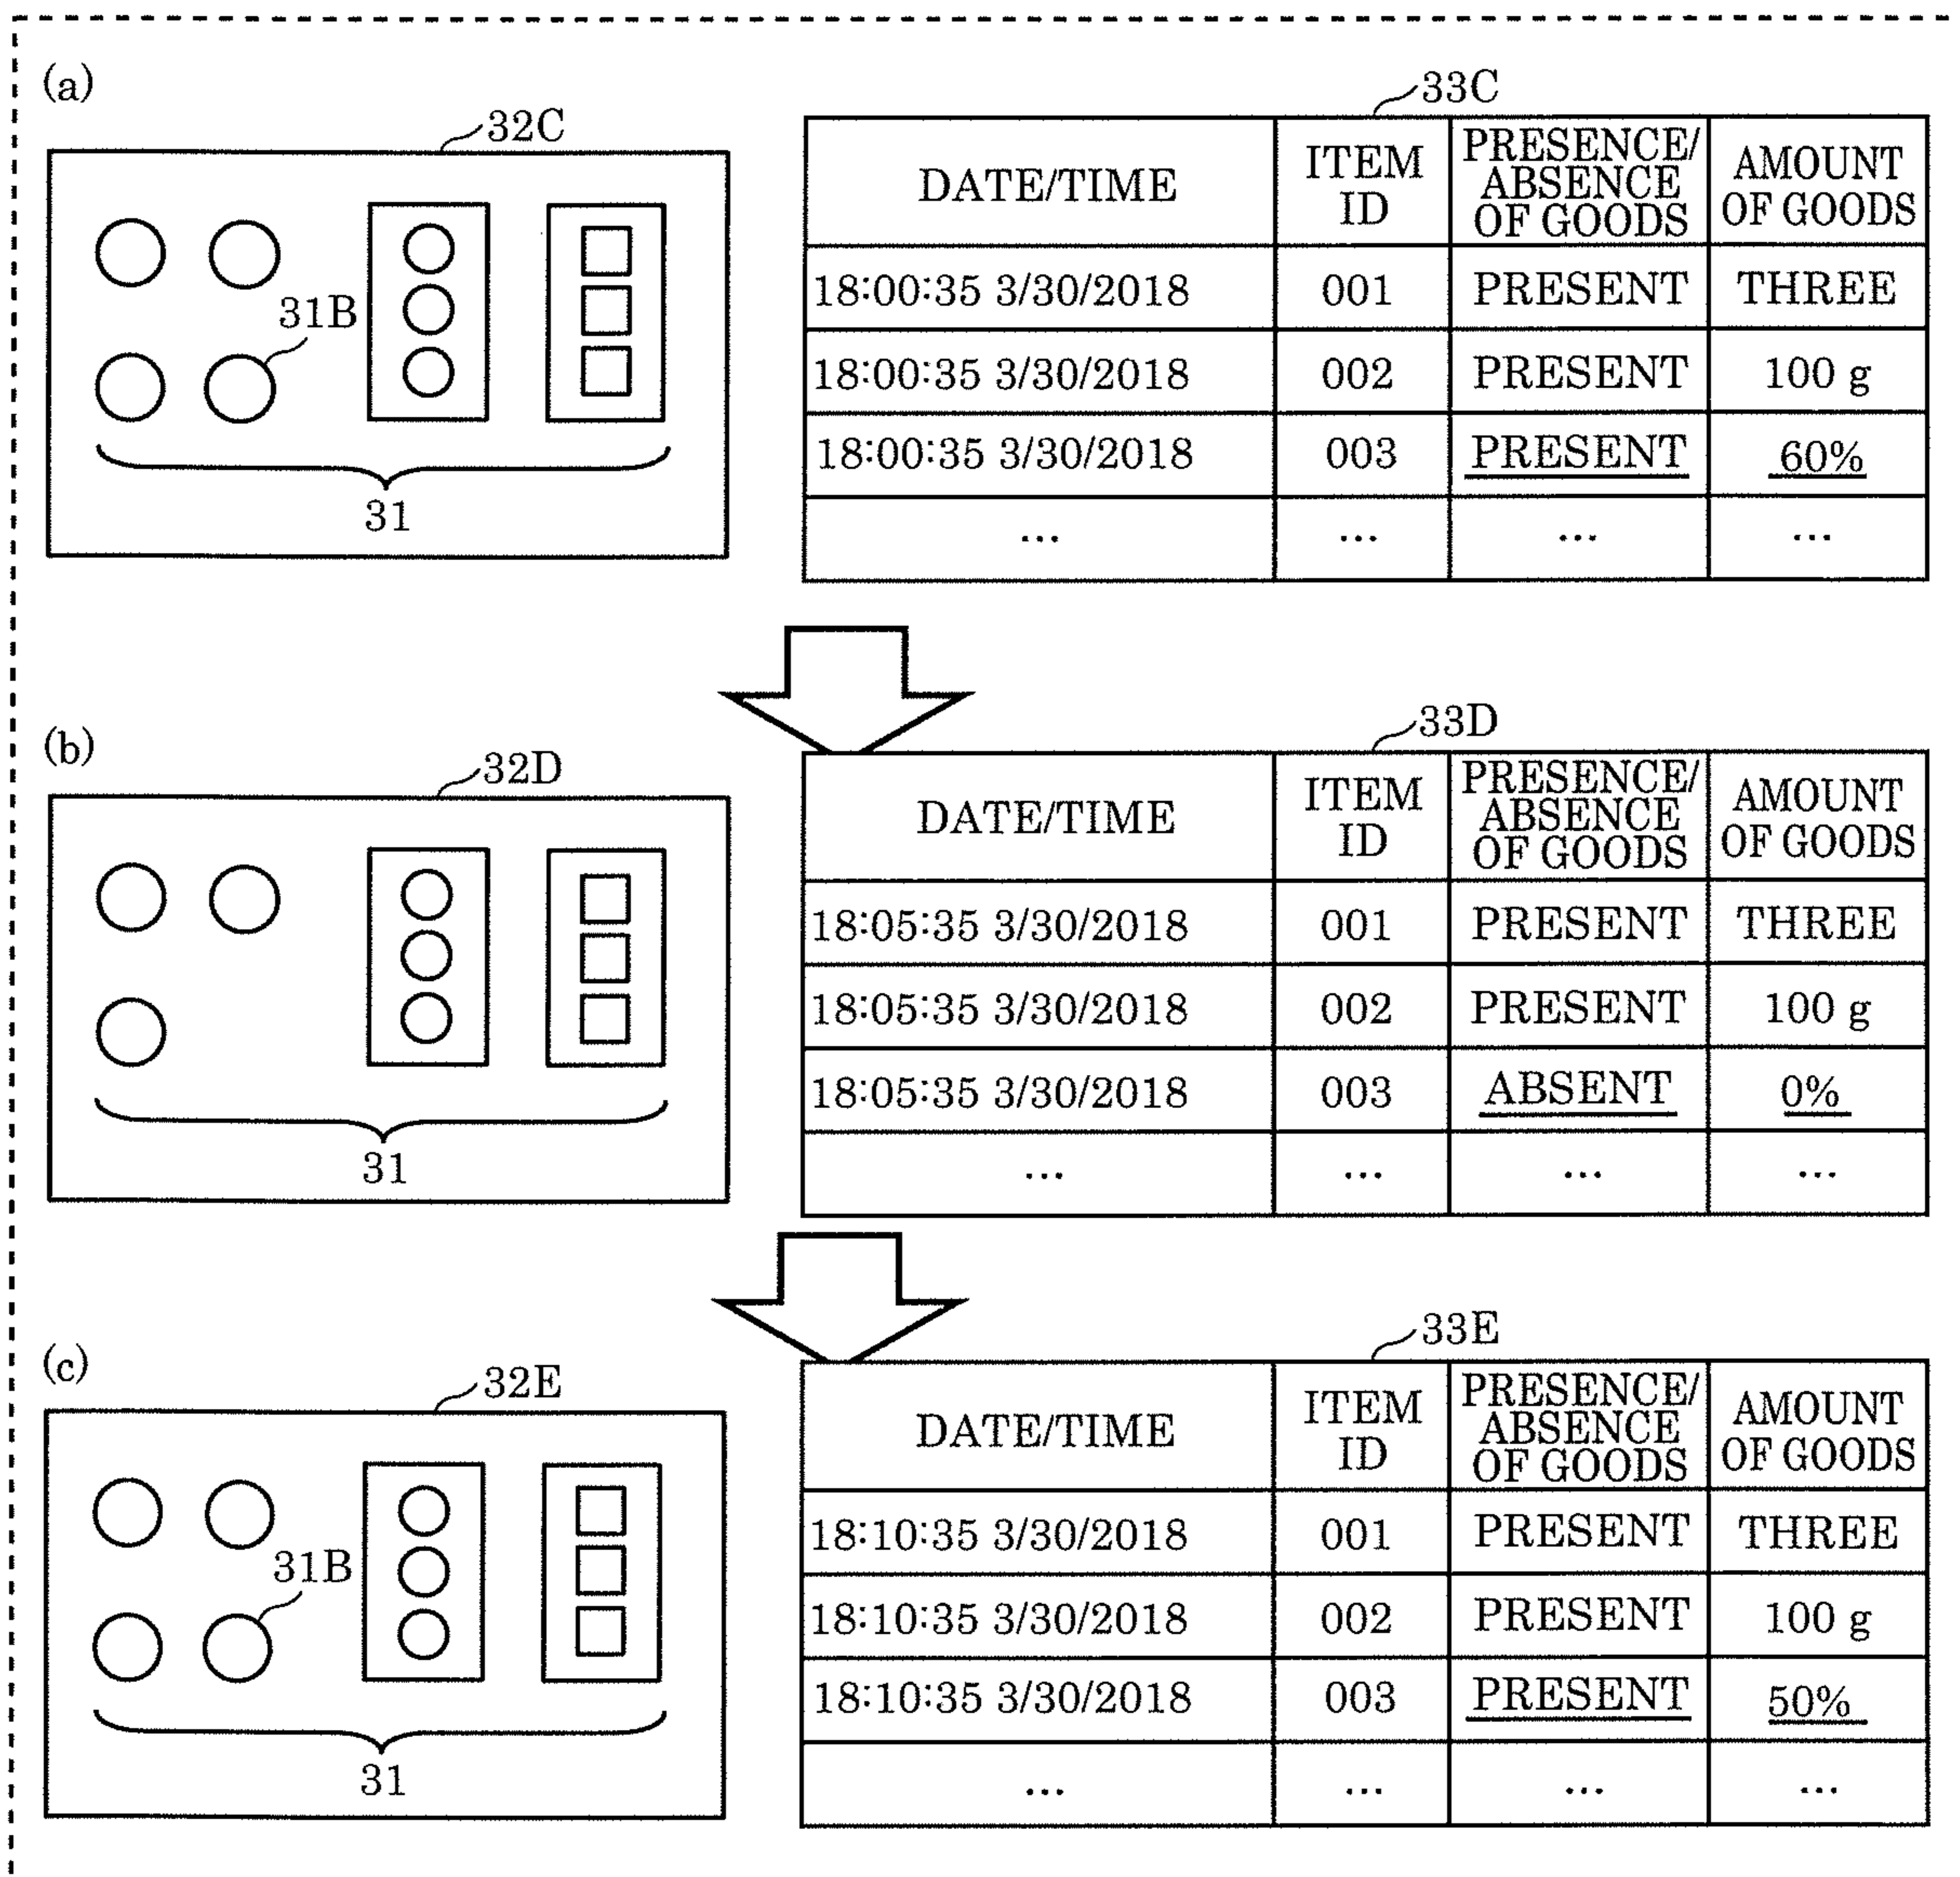 (a)
32C
31B
31
33C
DATE/TIME
ITEM
ID
PRESENCE/
ABSENCE
OF GOODS
AMOUNT
OF GOODS
18:00:35 3/30/2018 001 PRESENT THREE
18:00:35 3/30/2018 002 PRESENT 100 g
18:00:35 3/30/2018 003 PRESENT 60%
... ... ... ...
(b)
32D
31
33D
DATE/TIME
ITEM
ID
PRESENCE/
ABSENCE
OF GOODS
AMOUNT
OF GOODS
18:05:35 3/30/2018 001 PRESENT THREE
18:05:35 3/30/2018 002 PRESENT 100 g
18:05:35 3/30/2018 003 ABSENT 0%
... ... ... ...
(c)
32E
31B
31
33E
DATE/TIME
ITEM
ID
PRESENCE/
ABSENCE
OF GOODS
AMOUNT
OF GOODS
18:10:35 3/30/2018 001 PRESENT THREE
18:10:35 3/30/2018 002 PRESENT 100 g
18:10:35 3/30/2018 003 PRESENT 50%
... ... ... ...